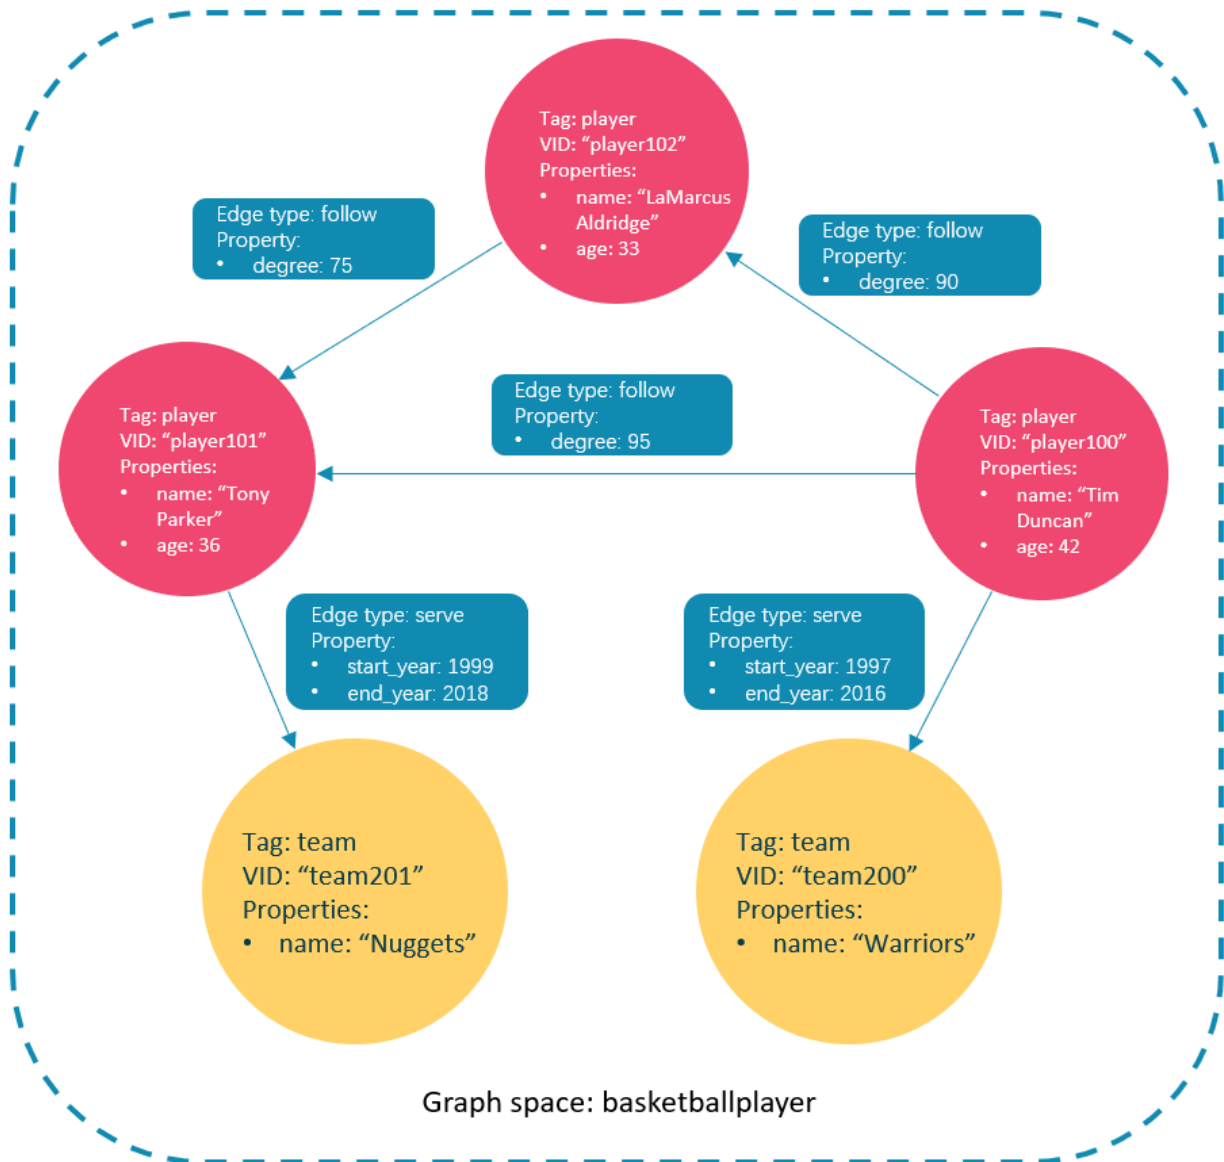 Tag: player
VID: “player102”
Properties:
• name: “LaMarcus
Aldridge”
• age: 33
Edge type: follow
Property:
• degree: 75
Edge type: follow
Property:
• degree: 90
Edge type: follow
Property:
• degree: 95
Tag: player
VID: “player101”
Properties:
• name: “Tony
Parker”
• age: 36
Tag: player
VID: “player100”
Properties:
• name: “Tim
Duncan”
• age: 42
Edge type: serve
Property:
• start_year: 1999
• end_year: 2018
Edge type: serve
Property:
• start_year: 1997
• end_year: 2016
Tag: team
VID: “team201”
Properties:
• name: “Nuggets”
Tag: team
VID: “team200”
Properties:
• name: “Warriors”
Graph space: basketballplayer